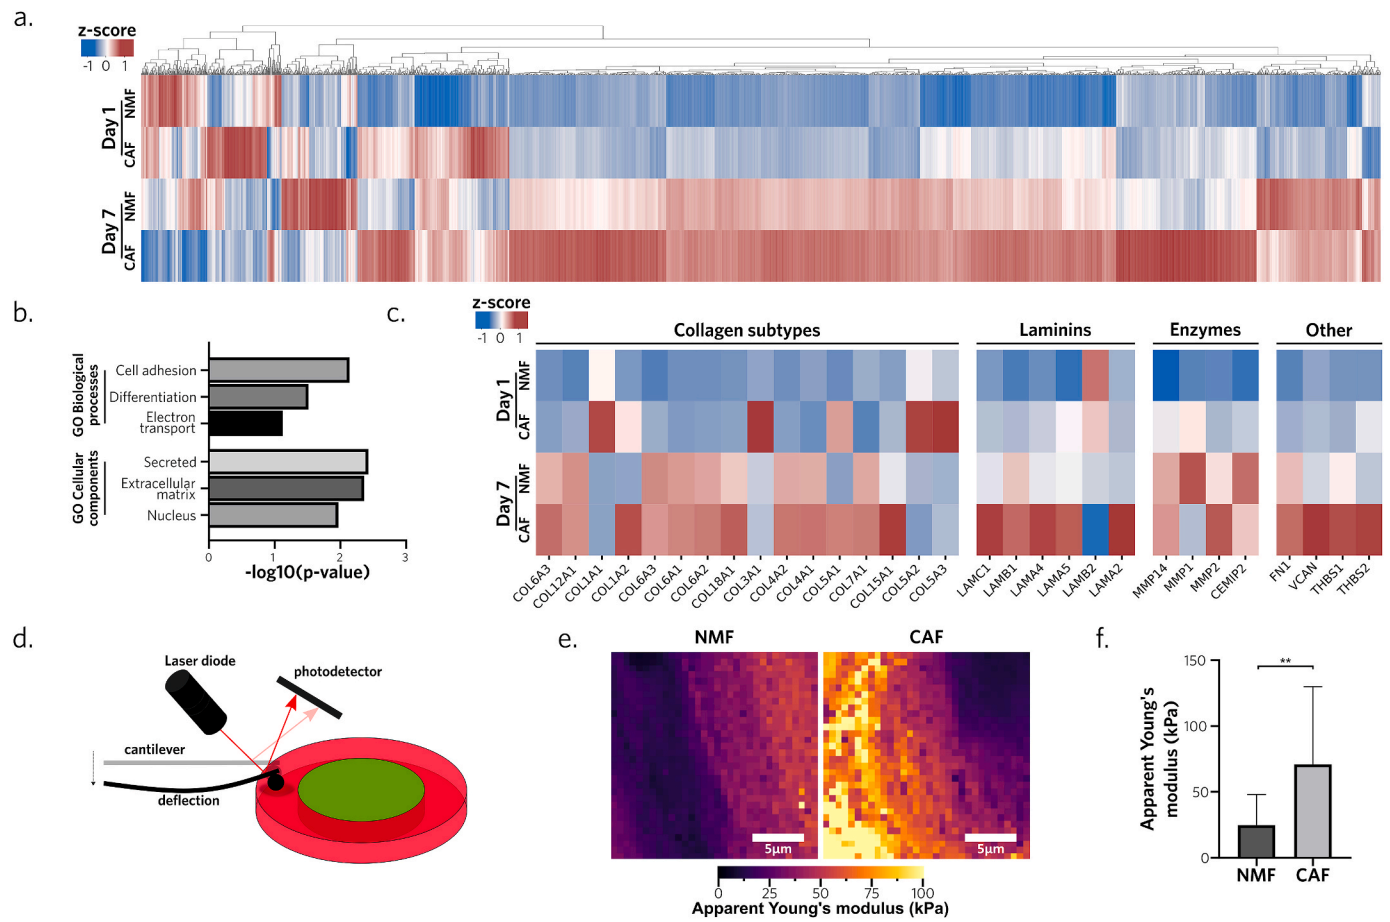 a.
z-score
-1 0 1
Day 1
NMF
CAF
Day 7
NMF
CAF
b.
GO Biological
processes
Cell adhesion
Differentiation
Electron
transport
GO Cellular
components
Secreted
Extracellular
matrix
Nucleus
0 1 2 3
-log10(p-value)
c.
z-score
-1 0 1
Collagen subtypes
Laminins
Enzymes
Other
Day 1
NMF
CAF
Day 7
NMF
CAF
COL6A3
COL12A1
COL1A1
COL1A2
COL6A3
COL6A1
COL6A2
COL18A1
COL3A1
COL4A2
COL4A1
COL5A1
COL7A1
COL15A1
COL5A2
COL5A3
LAMC1
LAMB1
LAMA4
LAMA5
LAMB2
LAMA2
MMP14
MMP1
MMP2
CEMIP2
FN1
VCAN
THBS1
THBS2
d.
Laser diode
photodetector
cantilever
deflection
e.
NMF
CAF
5μm
5μm
0 25 50 75 100
Apparent Young's modulus (kPa)
f.
Apparent Young's
modulus (kPa)
150
100
50
0
**
NMF
CAF